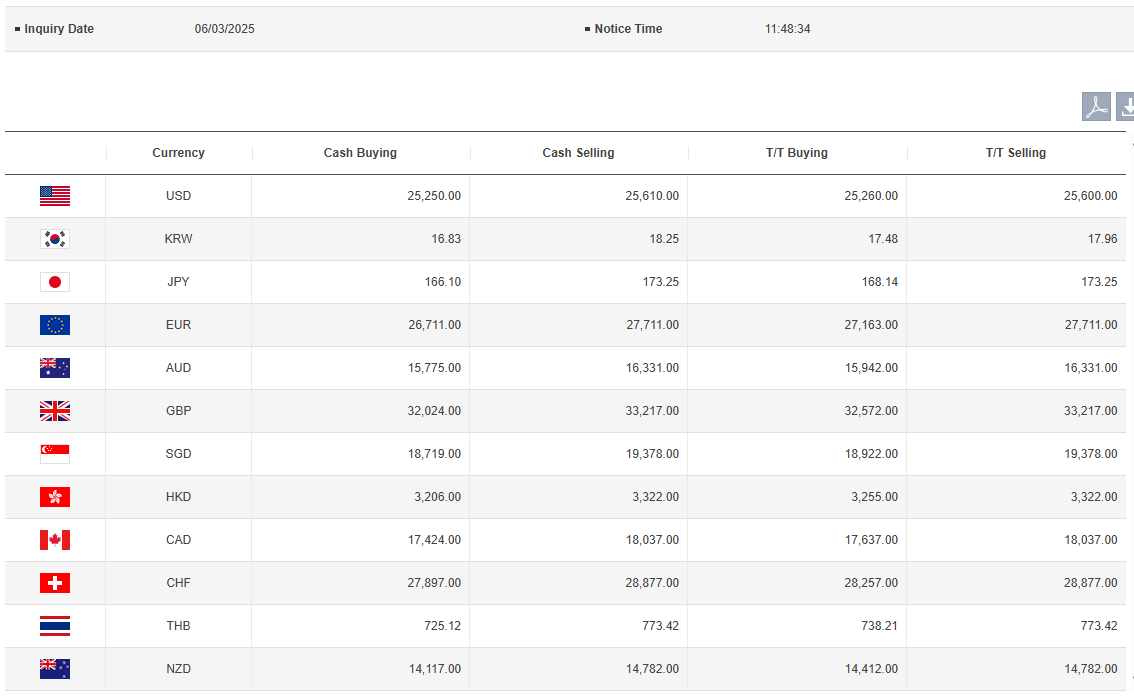 Inquiry Date 06/03/2025 Notice Time 11:48:34
Currency Cash Buying Cash Selling T/T Buying T/T Selling
USD 25,250.00 25,610.00 25,260.00 25,600.00
KRW 16.83 18.25 17.48 17.96
JPY 166.10 173.25 168.14 173.25
EUR 26,711.00 27,711.00 27,163.00 27,711.00
AUD 15,775.00 16,331.00 15,942.00 16,331.00
GBP 32,024.00 33,217.00 32,572.00 33,217.00
SGD 18,719.00 19,378.00 18,922.00 19,378.00
HKD 3,206.00 3,322.00 3,255.00 3,322.00
CAD 17,424.00 18,037.00 17,637.00 18,037.00
CHF 27,897.00 28,877.00 28,257.00 28,877.00
THB 725.12 773.42 738.21 773.42
NZD 14,117.00 14,782.00 14,412.00 14,782.00